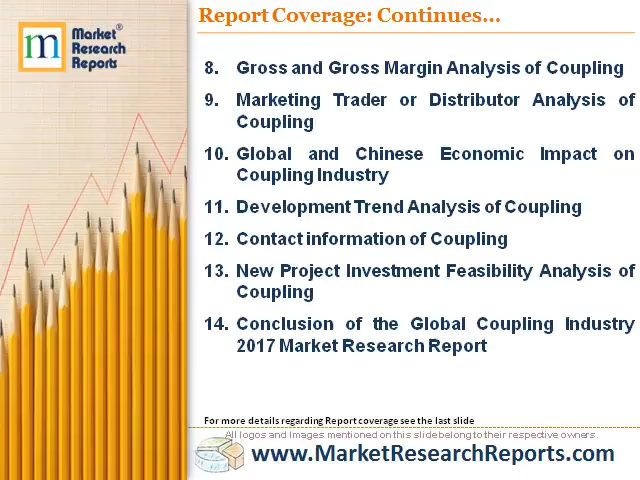 Report Coverage: Continues...
m
Market®
Research
Reports
8. Gross and Gross Margin Analysis of Coupling
9. Marketing Trader or Distributor Analysis of
Coupling
10. Global and Chinese Economic Impact on
Coupling Industry
11. Development Trend Analysis of Coupling
12. Contact information of Coupling
13. New Project Investment Feasibility Analysis of
Coupling
14. Conclusion of the Global Coupling Industry
2017 Market Research Report
For more details regarding Report coverage see the last slide
All logos and Images mentioned on this slide belong to their respective owners.
www.MarketResearchReports.com